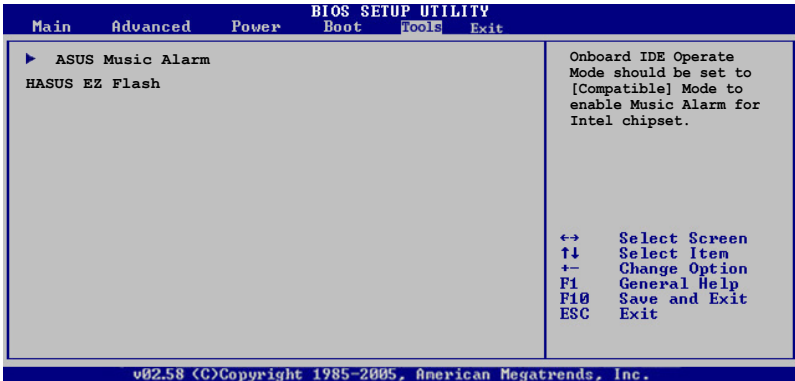 BIOS SETUP UTILITY
Main Advanced Power Boot Tools Exit
ASUS Music Alarm
HASUS EZ Flash
Onboard IDE Operate
Mode should be set to
[Compatible] Mode to
enable Music Alarm for
Intel chipset.
←→ Select Screen
↑↓ Select Item
+- Change Option
F1 General Help
F10 Save and Exit
ESC Exit
v02.58 (C)Copyright 1985-2005, American Megatrends, Inc.